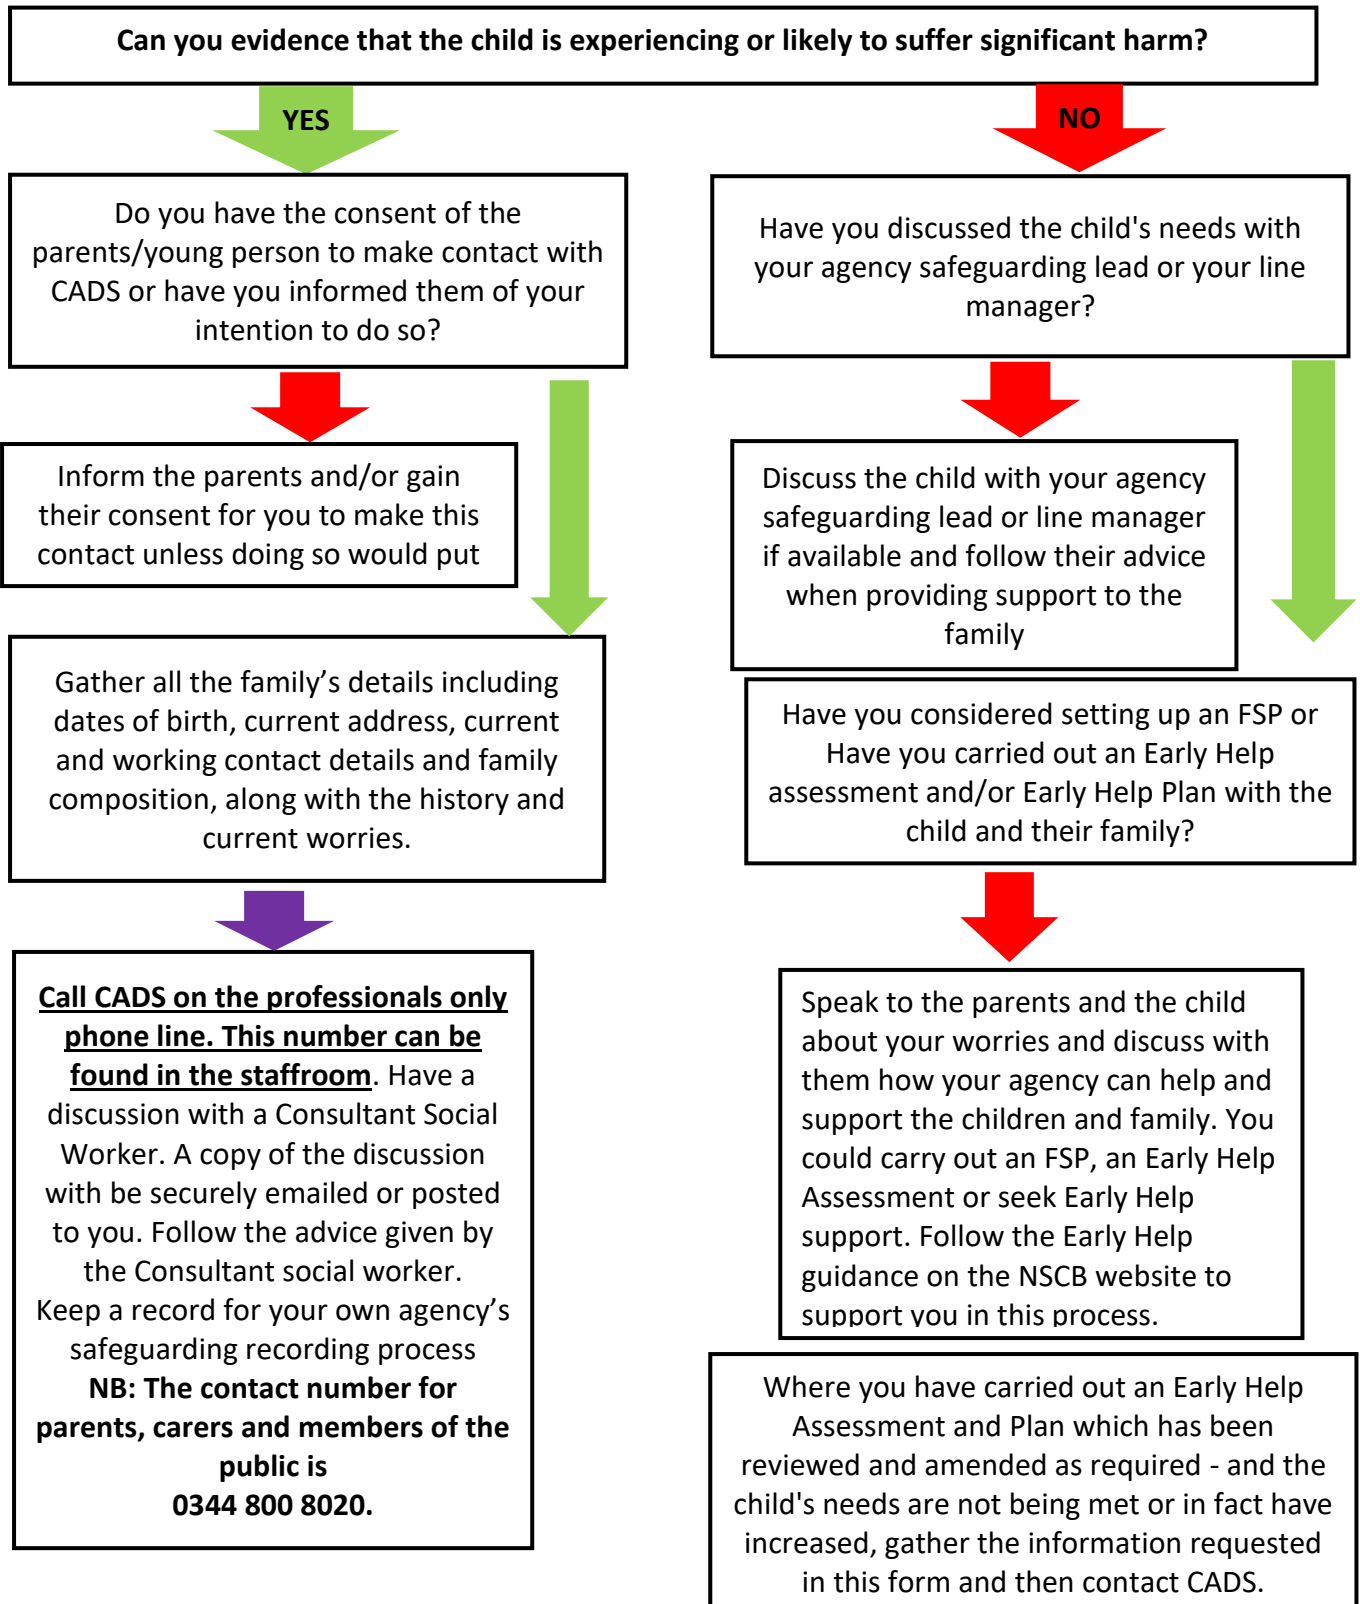 Can you evidence that the child is experiencing or likely to suffer significant harm?
YES
NO
Do you have the consent of the
parents/young person to make contact with
CADS or have you informed them of your
intention to do so?
Inform the parents and/or gain
their consent for you to make this
contact unless doing so would put
Gather all the family’s details including
dates of birth, current address, current
and working contact details and family
composition, along with the history and
current worries.
Call CADS on the professionals only
phone line. This number can be
found in the staffroom. Have a
discussion with a Consultant Social
Worker. A copy of the discussion
with be securely emailed or posted
to you. Follow the advice given by
the Consultant social worker.
Keep a record for your own agency’s
safeguarding recording process
NB: The contact number for
parents, carers and members of the
public is
0344 800 8020.
Have you discussed the child's needs with
your agency safeguarding lead or your line
manager?
Discuss the child with your agency
safeguarding lead or line manager
if available and follow their advice
when providing support to the
family
Have you considered setting up an FSP or
Have you carried out an Early Help
assessment and/or Early Help Plan with the
child and their family?
Speak to the parents and the child
about your worries and discuss with
them how your agency can help and
support the children and family. You
could carry out an FSP, an Early Help
Assessment or seek Early Help
support. Follow the Early Help
guidance on the NSCB website to
support you in this process.
Where you have carried out an Early Help
Assessment and Plan which has been
reviewed and amended as required - and the
child's needs are not being met or in fact have
increased, gather the information requested
in this form and then contact CADS.